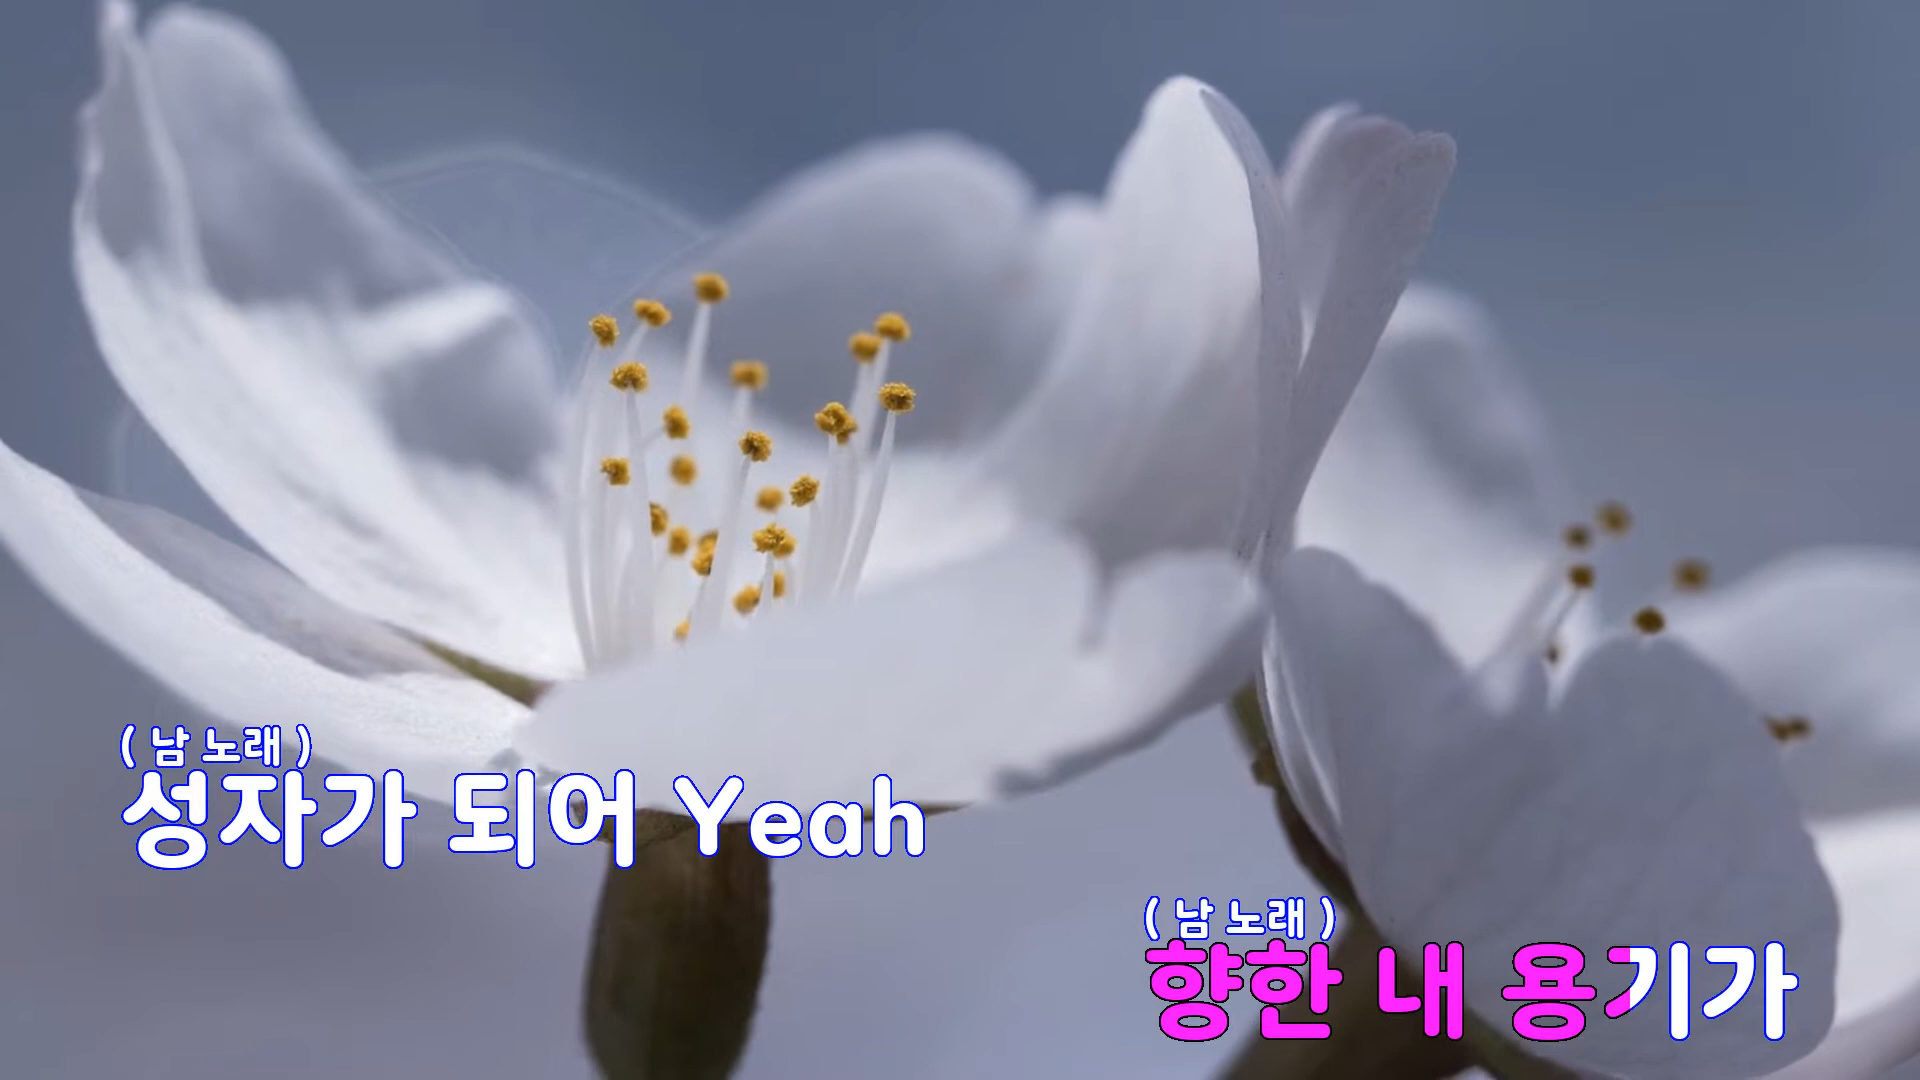 ( 남 노래 )
성자가 되어 Yeah
( 남 노래 )
향한 내 용기가